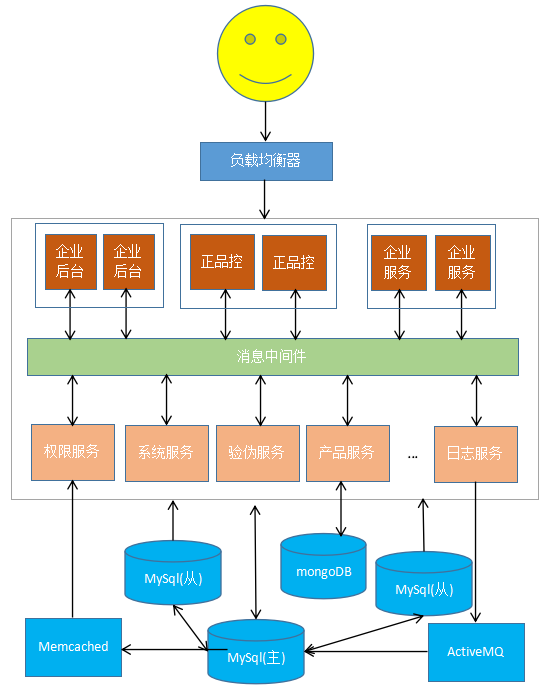 负载均衡器
企业
后台
企业
后台
正品控
正品控
企业
服务
企业
服务
消息中间件
权限服务
系统服务
验伪服务
产品服务
...
日志服务
MySql(从)
mongoDB
MySql(从)
Memcached
MySql(主)
ActiveMQ